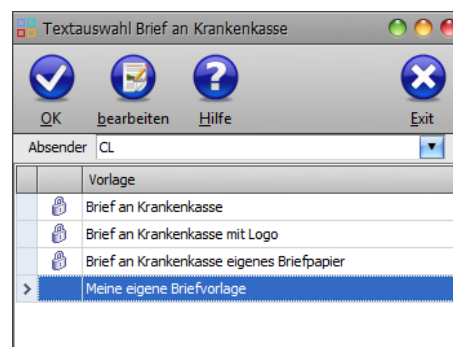 Textauswahl Brief an Krankenkasse
OK bearbeiten Hilfe Exit
Absender CL
Vorlage
Brief an Krankenkasse
Brief an Krankenkasse mit Logo
Brief an Krankenkasse eigenes Briefpapier
Meine eigene Briefvorlage